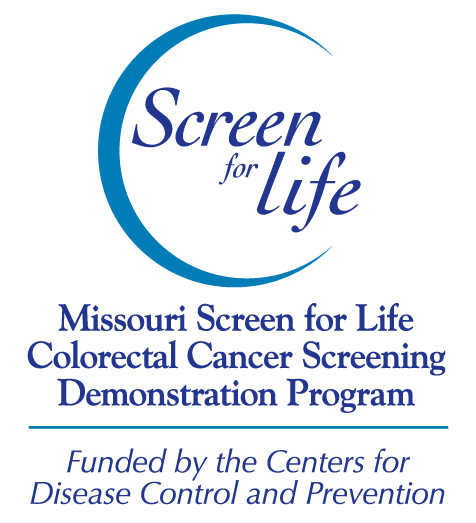 Screen
for life
Missouri Screen for Life
Colorectal Cancer Screening
Demonstration Program
Funded by the Centers for
Disease Control and Prevention